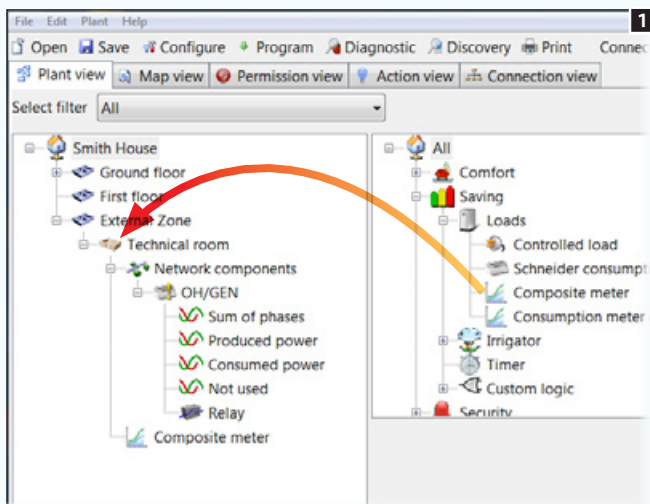 File Edit Plant Help
1
Open Save Configure Program Diagnostic Discovery Print Connec
Plant view Map view Permission view Action view Connection view
Select filter All
Smith House
Ground floor
First floor
External Zone
Technical room
Network components
OH/GEN
Sum of phases
Produced power
Consumed power
Not used
Relay
Composite meter
All
Comfort
Saving
Loads
Controlled load
Schneider consumpt
Composite meter
Consumption meter
Irrigator
Timer
Custom logic
Security